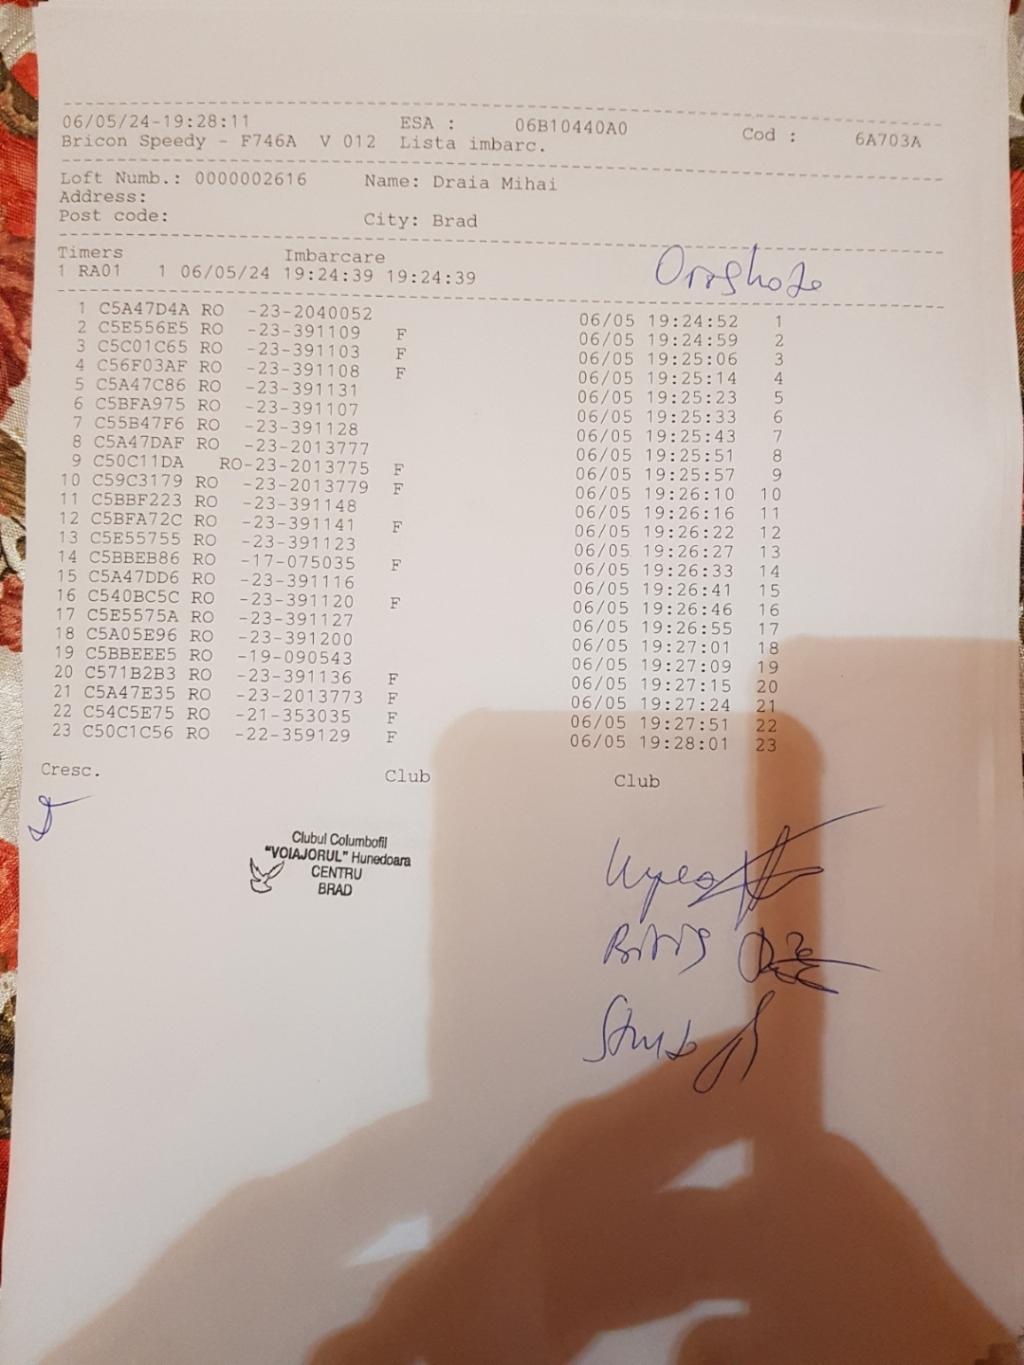 06/05/24-19:28:11 ESA : 06B10440A0 Cod : 6A703A
Bricon Speedy - F746A V 012 Lista imbarc.
Loft Numb.: 0000002616 Name: Draia Mihai
Address:
Post code: City: Brad
Timers Imbarcare
1 RA01 1 06/05/24 19:24:39 19:24:39
1 C5A47D4A RO -23-2040052 06/05 19:24:52 1
2 C5E556E5 RO -23-391109 F 06/05 19:24:59 2
3 C5C01C65 RO -23-391103 F 06/05 19:25:06 3
4 C56F03AF RO -23-391108 F 06/05 19:25:14 4
5 C5A47C86 RO -23-391131 06/05 19:25:23 5
6 C5BFA975 RO -23-391107 06/05 19:25:33 6
7 C55B47F6 RO -23-391128 06/05 19:25:43 7
8 C5A47DAF RO -23-2013777 06/05 19:25:51 8
9 C50C11DA RO-23-2013775 F 06/05 19:25:57 9
10 C59C3179 RO -23-2013779 F 06/05 19:26:10 10
11 C5BBF223 RO -23-391148 06/05 19:26:16 11
12 C5BFA72C RO -23-391141 F 06/05 19:26:22 12
13 C5E55755 RO -23-391123 06/05 19:26:27 13
14 C5BBEB86 RO -17-075035 F 06/05 19:26:33 14
15 C5A47DD6 RO -23-391116 06/05 19:26:41 15
16 C540BC5C RO -23-391120 F 06/05 19:26:46 16
17 C5E5575A RO -23-391127 06/05 19:26:55 17
18 C5A05E96 RO -23-391200 06/05 19:27:01 18
19 C5BBEEE5 RO -19-090543 06/05 19:27:09 19
20 C571B2B3 RO -23-391136 F 06/05 19:27:15 20
21 C5A47E35 RO -23-2013773 F 06/05 19:27:24 21
22 C54C5E75 RO -21-353035 F 06/05 19:27:51 22
23 C50C1C56 RO -22-359129 F 06/05 19:28:01 23
Cresc. Club Club
Clubul Columbofil
"VOIAJORUL" Hunedoara
CENTRU
BRAD